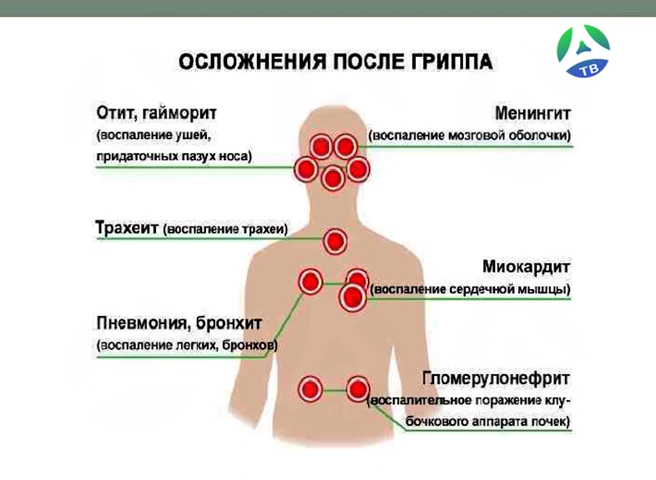 ТВ
ОСЛОЖНЕНИЯ ПОСЛЕ ГРИППА
Отит, гайморит
(воспаление ушей,
придаточных пазух носа)
Менингит
(воспаление мозговой оболочки)
Трахеит (воспаление трахеи)
Миокардит
(воспаление сердечной мышцы)
Пневмония, бронхит
(воспаление легких, бронхов)
Гломерулонефрит
(воспалительное поражение клу-
бочкового аппарата почек)